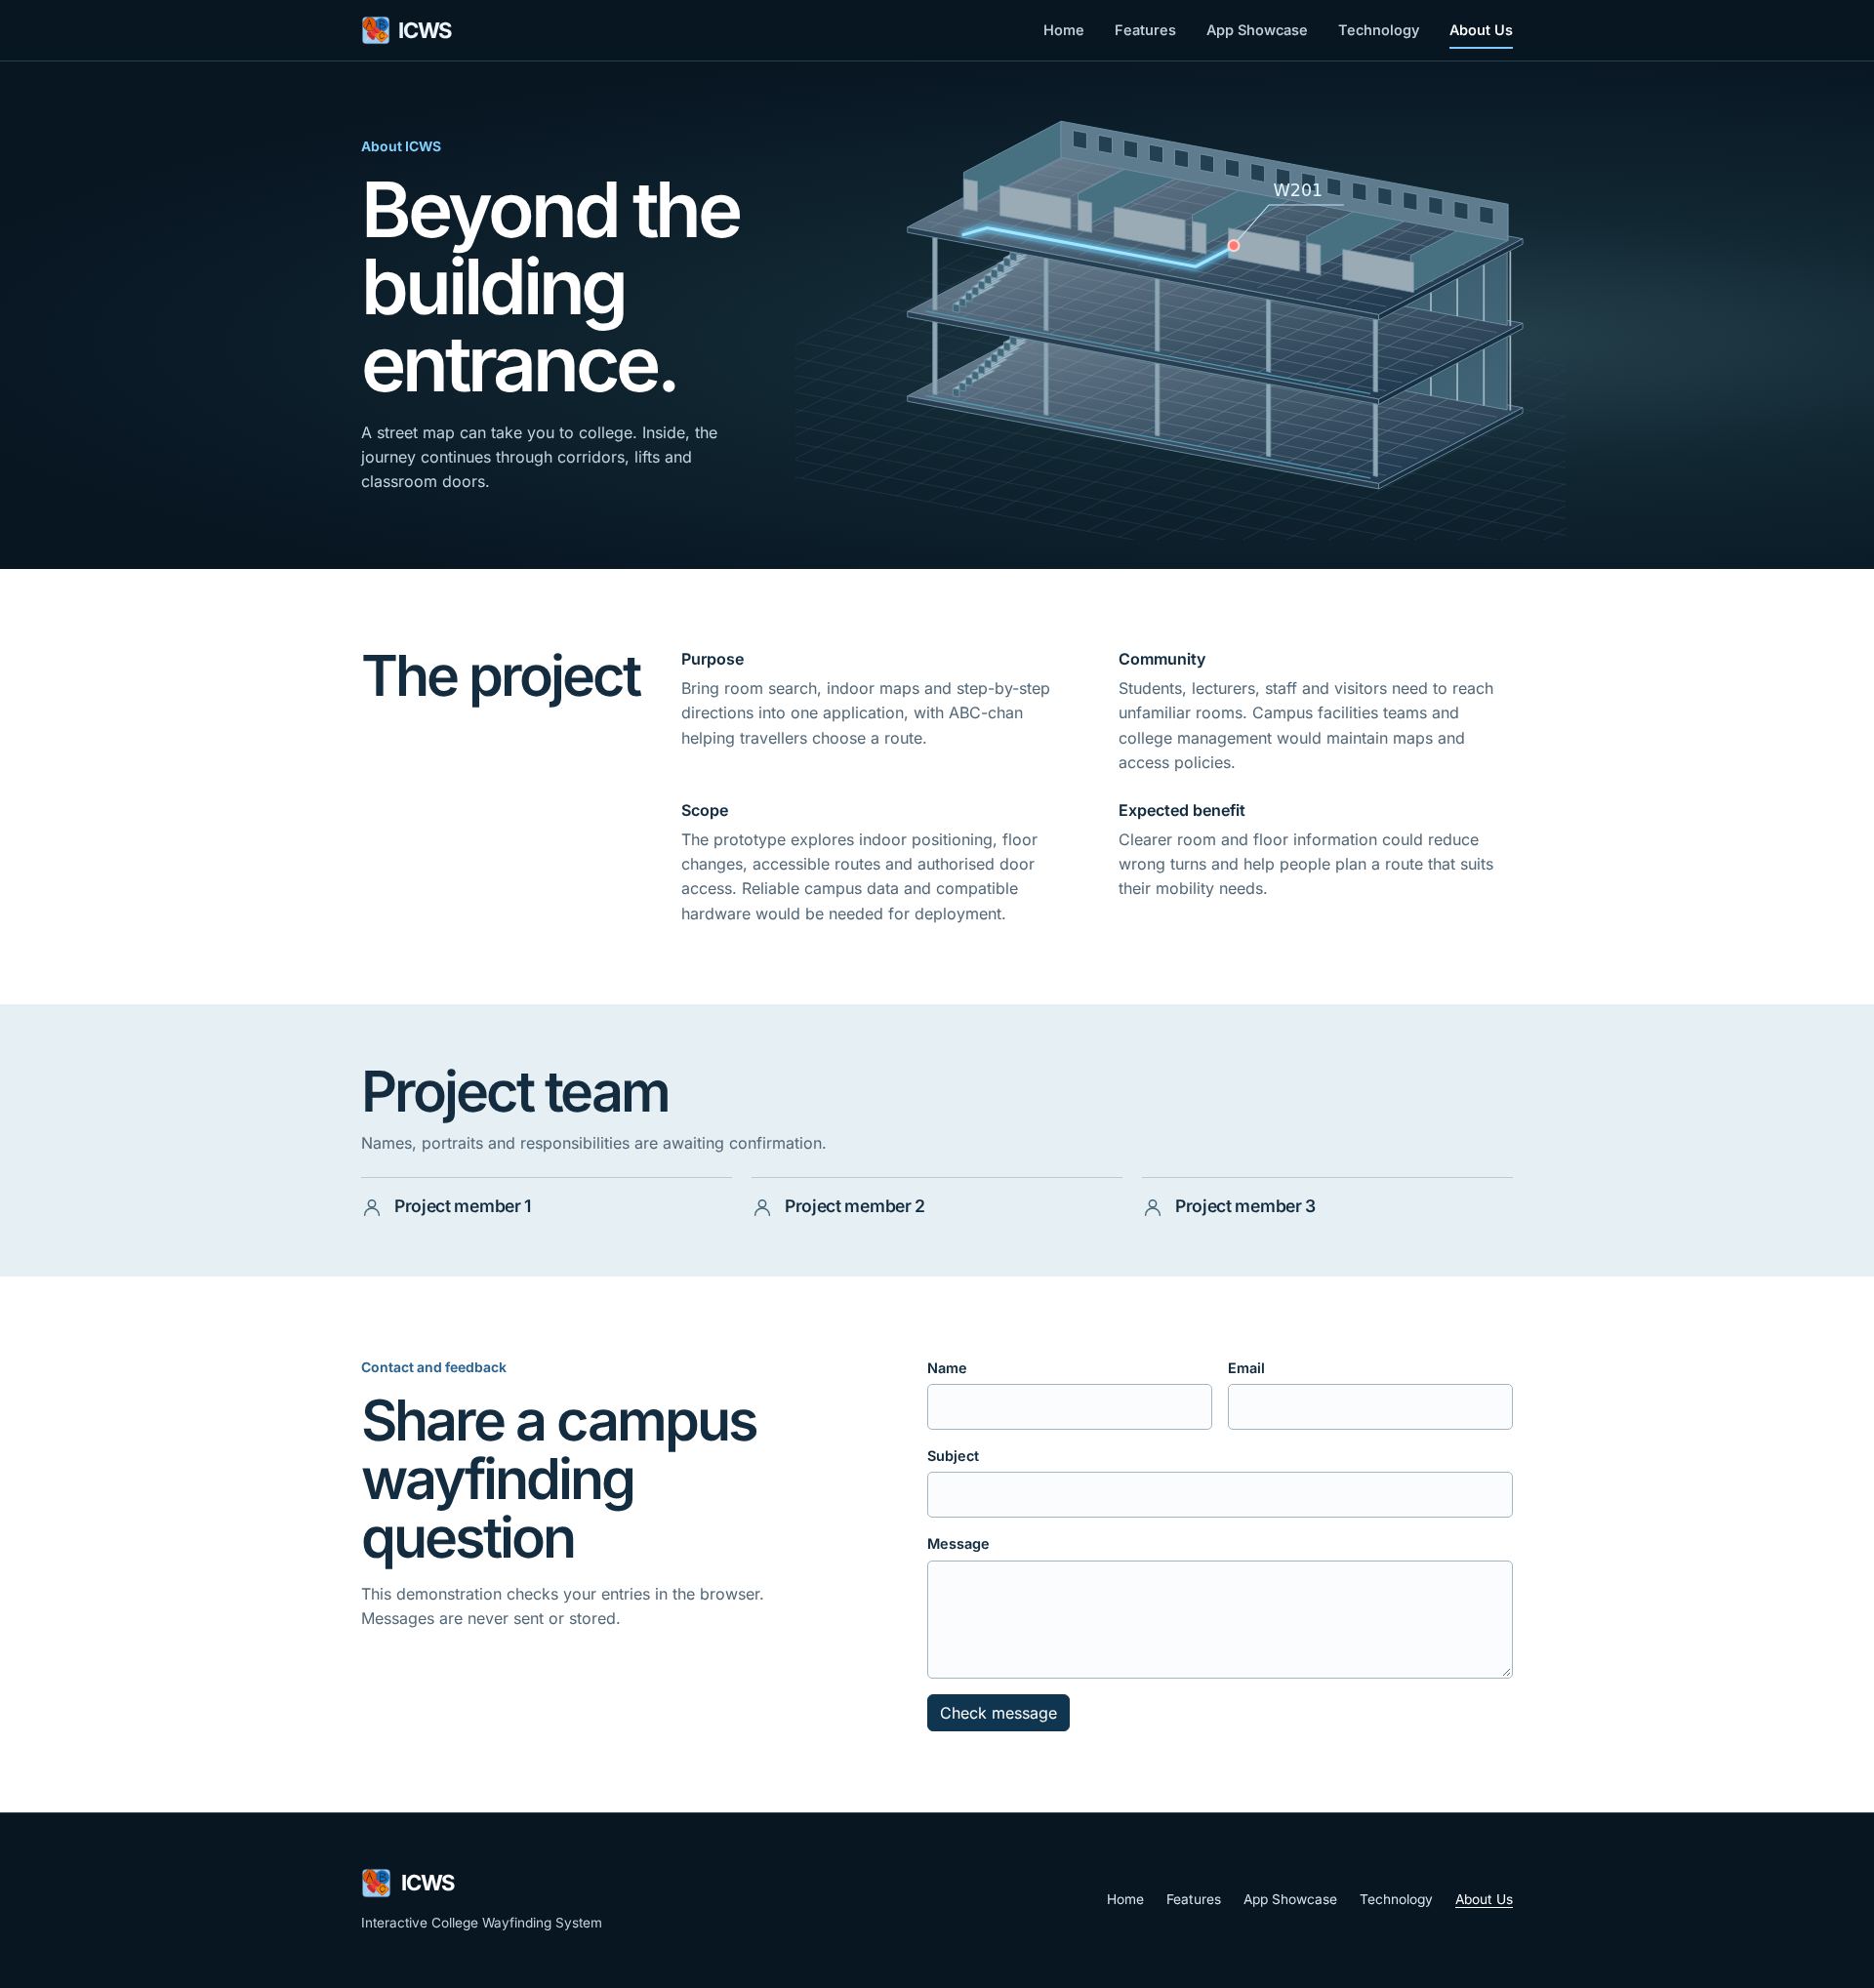 ICWS
Home
Features
App Showcase
Technology
About Us
About ICWS
Beyond the
building
entrance.
A street map can take you to college. Inside, the
journey continues through corridors, lifts and
classroom doors.
W201
The project
Purpose
Bring room search, indoor maps and step-by-step
directions into one application, with ABC-chan
helping travellers choose a route.
Community
Students, lecturers, staff and visitors need to reach
unfamiliar rooms. Campus facilities teams and
college management would maintain maps and
access policies.
Scope
The prototype explores indoor positioning, floor
changes, accessible routes and authorised door
access. Reliable campus data and compatible
hardware would be needed for deployment.
Expected benefit
Clearer room and floor information could reduce
wrong turns and help people plan a route that suits
their mobility needs.
Project team
Names, portraits and responsibilities are awaiting confirmation.
Project member 1
Project member 2
Project member 3
Contact and feedback
Share a campus
wayfinding
question
This demonstration checks your entries in the browser.
Messages are never sent or stored.
Name
Email
Subject
Message
Check message
ICWS
Interactive College Wayfinding System
Home
Features
App Showcase
Technology
About Us